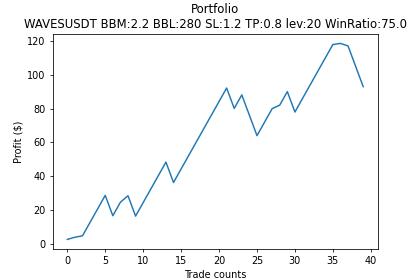 Portfolio
WAVESUSDT BBM:2.2 BBL:280 SL:1.2 TP:0.8 lev:20 WinRatio:75.0
120
100
80
60
40
20
0
Profit ($)
0 5 10 15 20 25 30 35 40
Trade counts